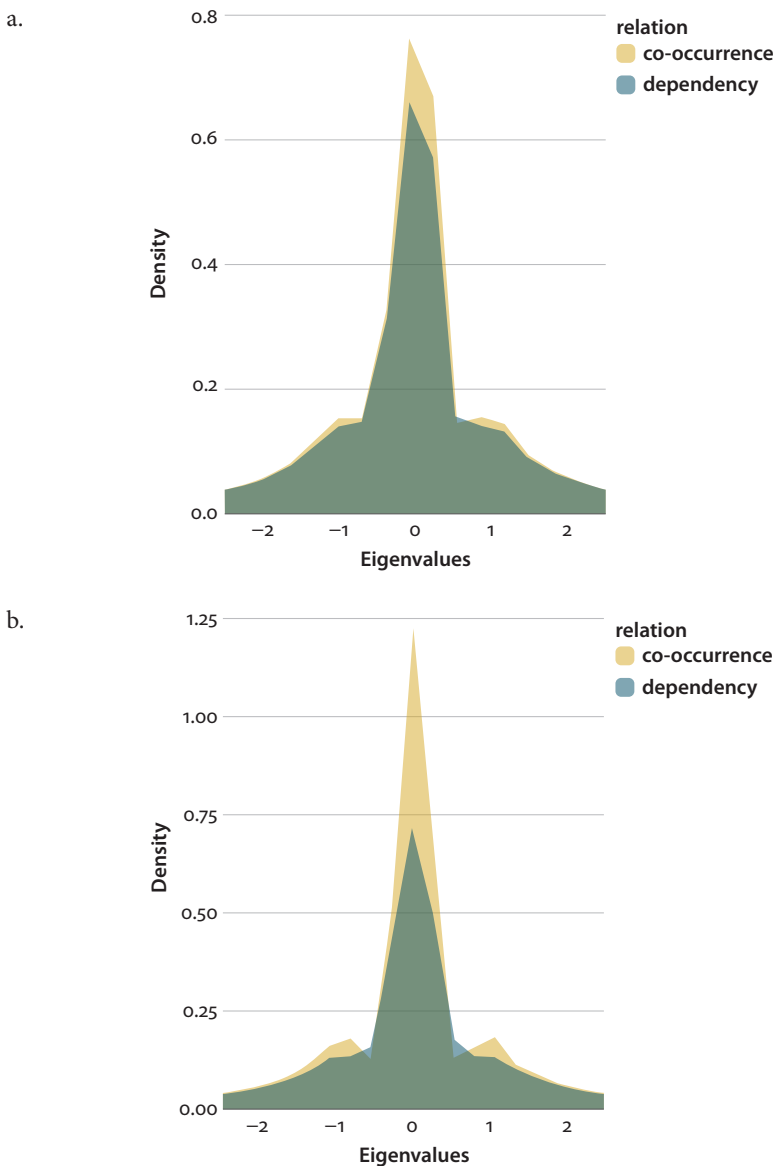 a.
0.8
0.6
0.4
0.2
0.0
Density
−2 −1 0 1 2
Eigenvalues
relation
co-occurrence
dependency
b.
1.25
1.00
0.75
0.50
0.25
0.00
Density
−2 −1 0 1 2
Eigenvalues
relation
co-occurrence
dependency